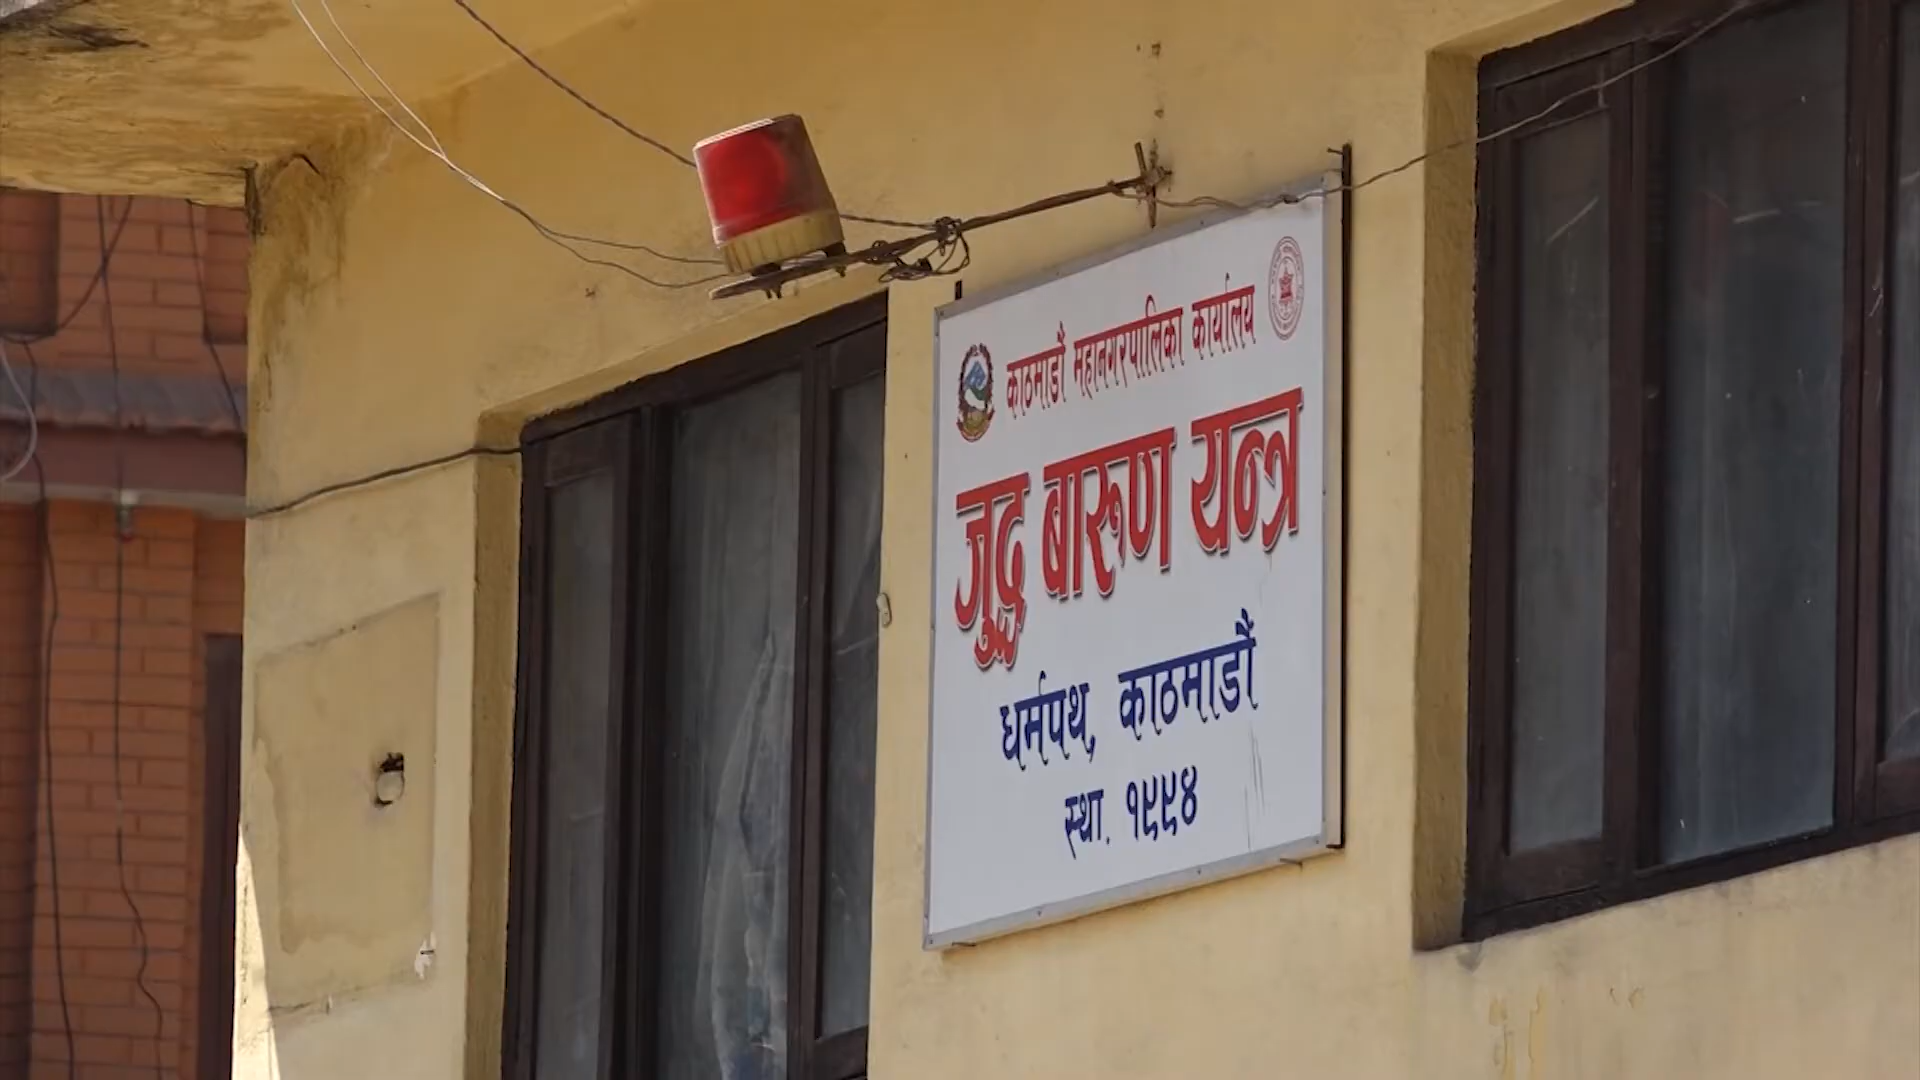 काठमाडौं महानगरपालिका कार्यालय
जुद्ध बारूण यन्त्र
धर्मपथ, काठमाडौं
स्था. १९९४